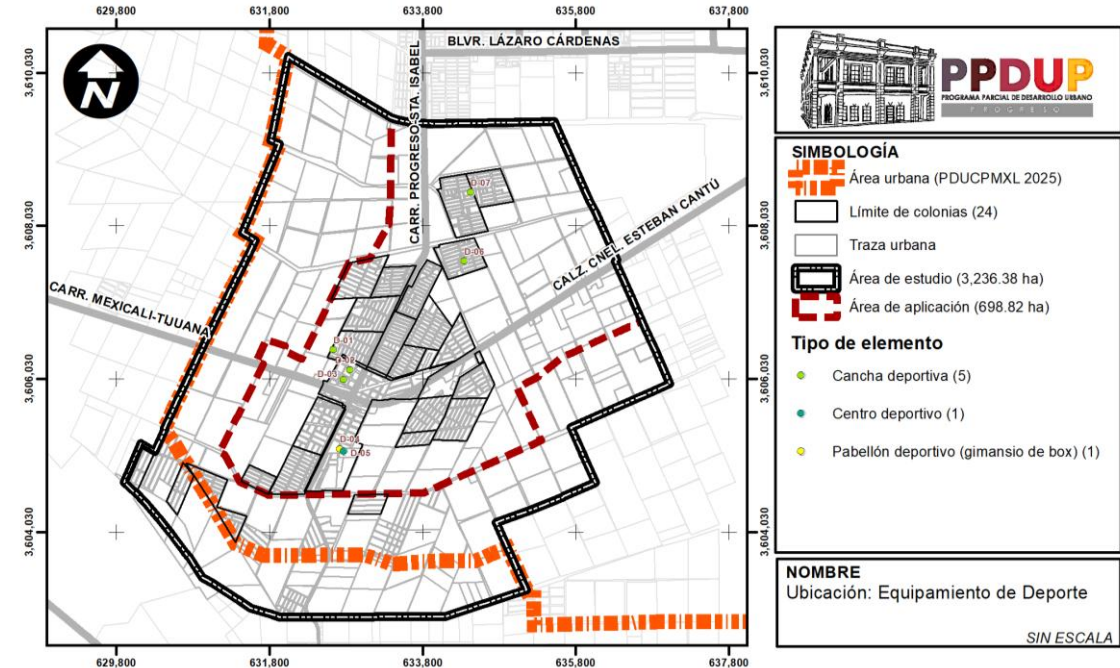 629,800 631,800 633,800 635,800 637,800
3,610,030
3,608,030
3,606,030
3,604,030
N
BLVR. LÁZARO CÁRDENAS
CARR. PROGRESO-STA. ISABEL
CALZ. CNEL. ESTEBAN CANTÚ
CARR. MEXICALI-TIJUANA
D-07
D-06
D-01
D-02
D-03
D-04
D-05
3,610,030
3,608,030
3,606,030
3,604,030
629,800 631,800 633,800 635,800 637,800
PPDUP
PROGRAMA PARCIAL DE DESARROLLO URBANO
PROGRESO
SIMBOLOGÍA
Área urbana (PDUCPMXL 2025)
Límite de colonias (24)
Traza urbana
Área de estudio (3,236.38 ha)
Área de aplicación (698.82 ha)
Tipo de elemento
Cancha deportiva (5)
Centro deportivo (1)
Pabellón deportivo (gimansio de box) (1)
NOMBRE
Ubicación: Equipamiento de Deporte
SIN ESCALA